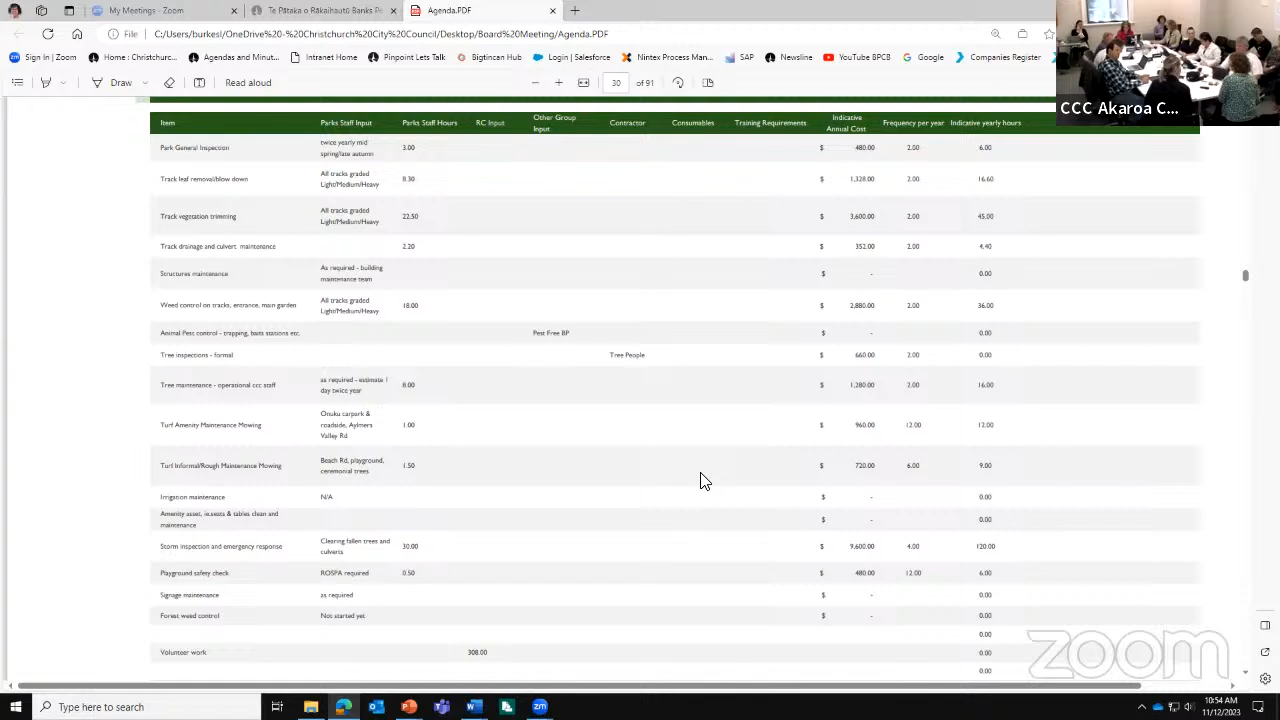 My Meetings -
Te pātaka o Rākaihautū Banks Pe
Agenda.PDF
File C:/Users/burkesl/OneDrive%20-%20Christchurch%20City%20Council/Desktop/Board%20Meeting/Agenda.PDF
Sign In | Zoom Home | christchurc... Agendas and Minut... Intranet Home Pinpoint Tel Codes Sigtincan Hub Login | Salesforce Nintex Process Man... SAP Newsline YouTube BPCB Google Companies Register
Draw Read aloud 30 of 91
CCC Akaroa C...
Item Parks Staff Input Parks Staff Hours RC Input Other Group Input Contractor Consumables Training Requirements Indicative Annual Cost Frequency per year Indicative yearly hours
Park General Inspection twice yearly mid spring/late autumn 3.00 $ 480.00 2.00 6.00
Track leaf removal/blow down All tracks graded Light/Medium/Heavy 8.30 $ 1,328.00 2.00 16.60
Track vegetation trimming All tracks graded Light/Medium/Heavy 22.50 $ 3,600.00 2.00 45.00
Track drainage and culvert maintenance 2.20 $ 352.00 2.00 4.40
Structures maintenance As required - building maintenance team $ - 0.00
Weed control on tracks, entrance, main garden All tracks graded Light/Medium/Heavy 18.00 $ 2,880.00 2.00 36.00
Animal Pest control - trapping, baits stations etc. Pest Free BP $ - 0.00
Tree inspections - formal Tree People $ 660.00 2.00 0.00
Tree maintenance - operational ccc staff as required - estimate 1 day twice year 8.00 $ 1,280.00 2.00 16.00
Turf Amenity Maintenance Mowing Onuku carpark & roadside, Aylmers Valley Rd 1.00 $ 960.00 12.00 12.00
Turf Informal/Rough Maintenance Mowing Beach Rd, playground, ceremonial trees 1.50 $ 720.00 6.00 9.00
Irrigation maintenance N/A $ - 0.00
Amenity asset, ie.seats & tables clean and maintenance $ - 0.00
Storm inspection and emergency response Clearing fallen trees and culverts 30.00 $ 9,600.00 4.00 120.00
Playground safety check ROSPA required 0.50 $ 480.00 12.00 6.00
Signage maintenance as required $ - 0.00
Forest weed control Not started yet $ - 0.00
0.00
Volunteer work 308.00 0.00
0.00
zoom
Type here to search
10:54 AM
11/12/2023